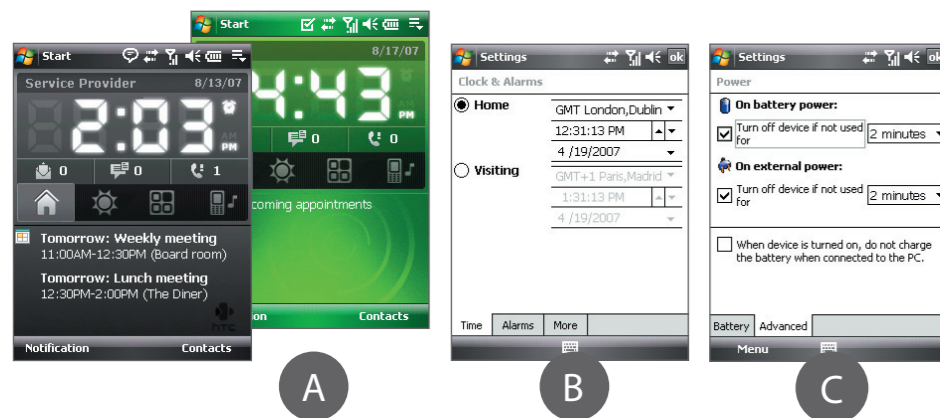 Start
8/17/07
4:43
AM
PM
0
0
coming appointments
on
Contacts
Start
Service Provider
8/13/07
2:03
AM
PM
0
0
1
Tomorrow: Weekly meeting
11:00AM-12:30PM (Board room)
Tomorrow: Lunch meeting
12:30PM-2:00PM (The Diner)
hTC
Notification
Contacts
A
Settings
ok
Clock & Alarms
Home
GMT London,Dublin
12:31:13 PM
4 /19/2007
Visiting
GMT+1 Paris,Madrid
1:31:13 PM
4 /19/2007
Time
Alarms
More
B
Settings
ok
Power
On battery power:
Turn off device if not used for
2 minutes
On external power:
Turn off device if not used for
2 minutes
When device is turned on, do not charge
the battery when connected to the PC.
Battery
Advanced
Menu
C